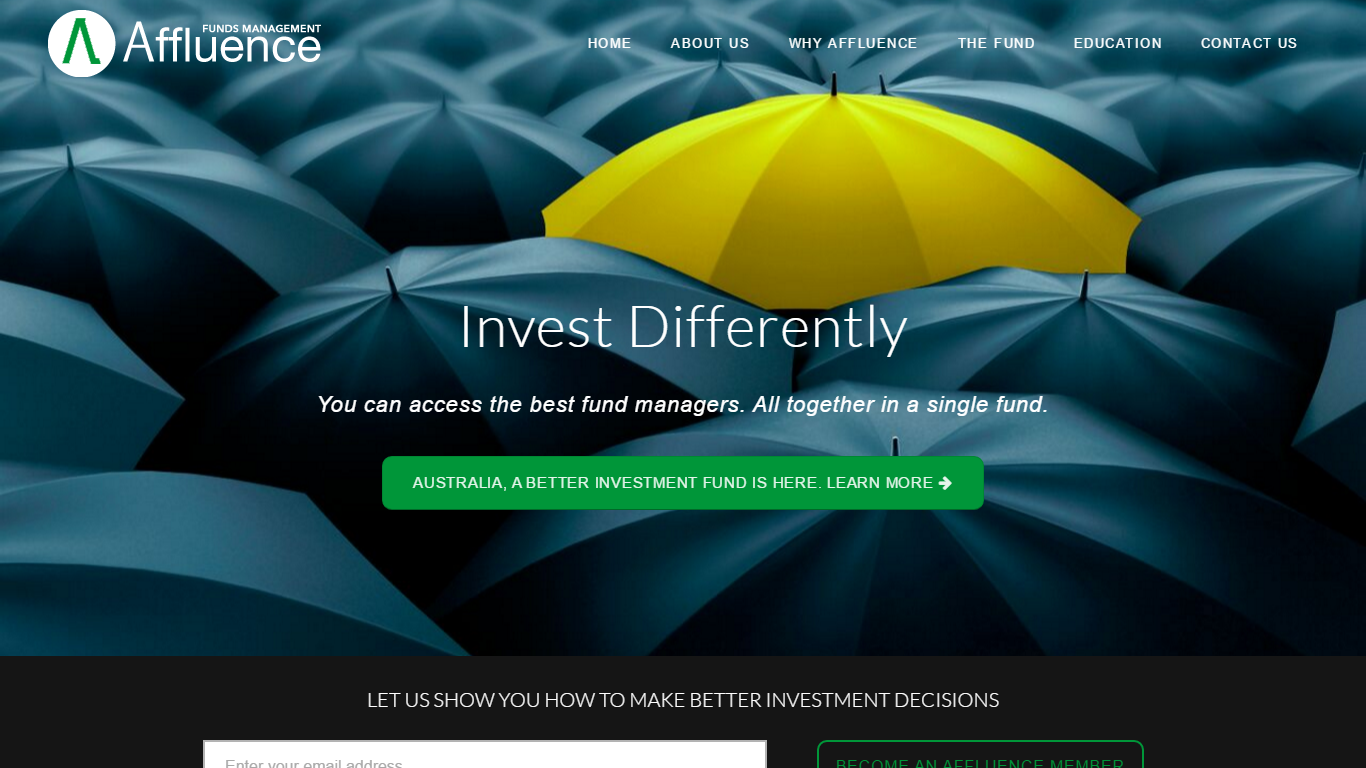 FUNDS MANAGEMENT
Affluence
HOME
ABOUT US
WHY AFFLUENCE
THE FUND
EDUCATION
CONTACT US
Invest Differently
You can access the best fund managers. All together in a single fund.
AUSTRALIA, A BETTER INVESTMENT FUND IS HERE. LEARN MORE
LET US SHOW YOU HOW TO MAKE BETTER INVESTMENT DECISIONS
Enter your email address
BECOME AN AFFLUENCE MEMBER